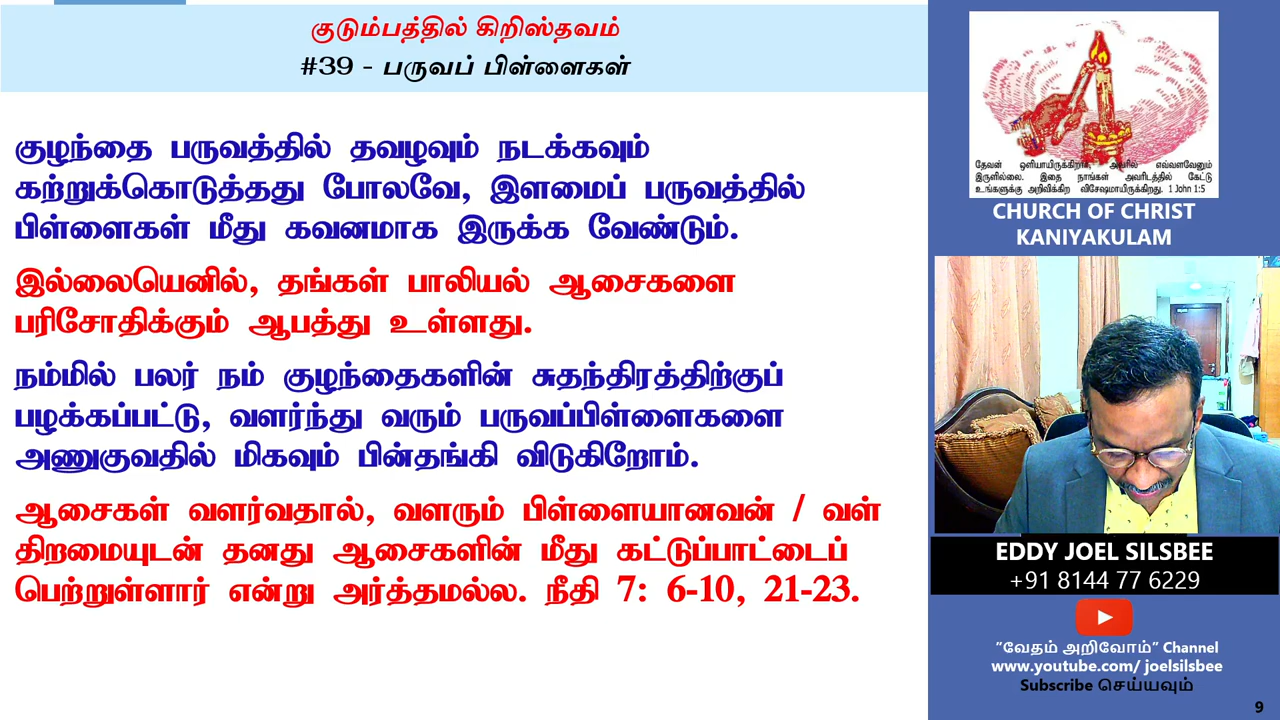 குடும்பத்தில் கிறிஸ்தவம்
#39 - பருவப் பிள்ளைகள்
குழந்தை பருவத்தில் தவழவும் நடக்கவும்
கற்றுக்கொடுத்தது போலவே, இளமைப் பருவத்தில்
பிள்ளைகள் மீது கவனமாக இருக்க வேண்டும்.
இல்லையெனில், தங்கள் பாலியல் ஆசைகளை
பரிசோதிக்கும் ஆபத்து உள்ளது.
நம்மில் பலர் நம் குழந்தைகளின் சுதந்திரத்திற்குப்
பழக்கப்பட்டு, வளர்ந்து வரும் பருவப்பிள்ளைகளை
அணுகுவதில் மிகவும் பின்தங்கி விடுகிறோம்.
ஆசைகள் வளர்வதால், வளரும் பிள்ளையானவன் / வள்
திறமையுடன் தனது ஆசைகளின் மீது கட்டுப்பாட்டைப்
பெற்றுள்ளார் என்று அர்த்தமல்ல. நீதி 7: 6-10, 21-23.
தேவன் ஒளியாயிருக்கிறார், அவரில் எவ்வளவேனும்
இருளில்லை. இதை நாங்கள் அவரிடத்தில் கேட்டு
உங்களுக்கு அறிவிக்கிற விசேஷமாயிருக்கிறது. 1 John 1:5
CHURCH OF CHRIST
KANIYAKULAM
EDDY JOEL SILSBEE
+91 8144 77 6229
"வேதம் அறிவோம்" Channel
www.youtube.com/ joelsilsbee
Subscribe செய்யவும்
9